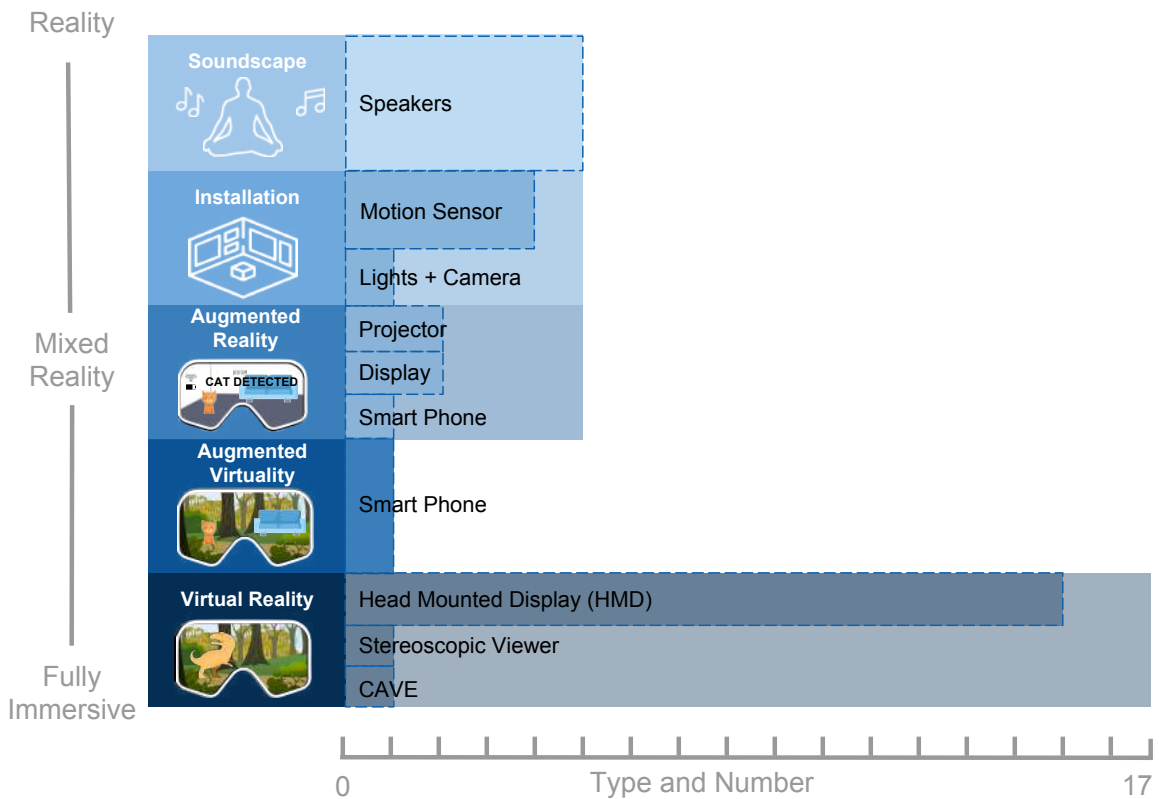 Reality
Soundscape
Speakers
Installation
Motion Sensor
Lights + Camera
Mixed
Reality
Augmented
Reality
CAT DETECTED
Projector
Display
Smart Phone
Augmented
Virtuality
Smart Phone
Virtual Reality
Head Mounted Display (HMD)
Stereoscopic Viewer
CAVE
Fully
Immersive
0
Type and Number
17